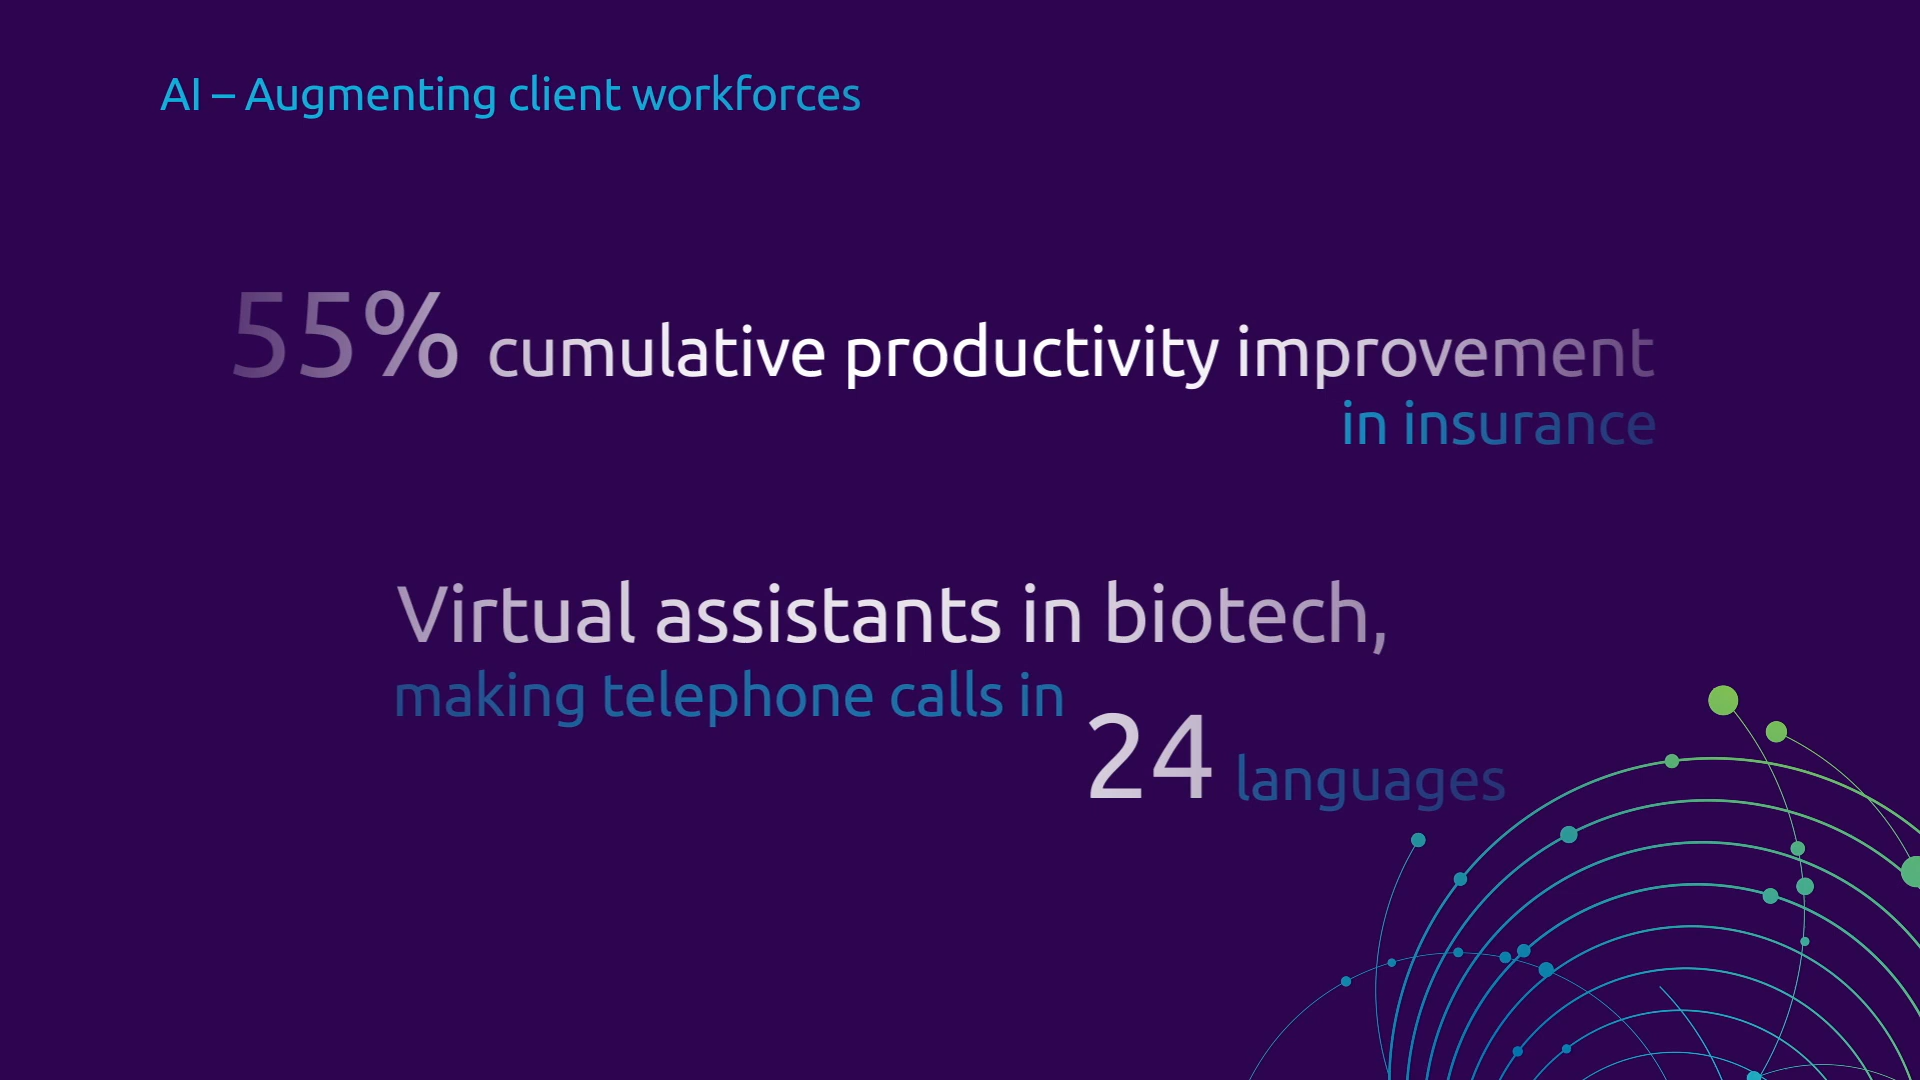 AI – Augmenting client workforces
55% cumulative productivity improvement
in insurance
Virtual assistants in biotech,
making telephone calls in
24 languages